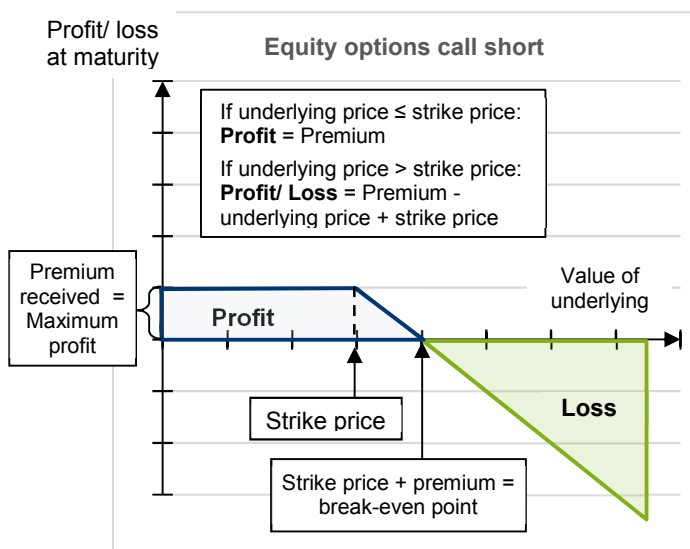 Profit/ loss
at maturity
Equity options call short
If underlying price ≤ strike price:
Profit = Premium
If underlying price > strike price:
Profit/ Loss = Premium -
underlying price + strike price
Premium
received =
Maximum
profit
Value of
underlying
Profit
Strike price
Loss
Strike price + premium =
break-even point